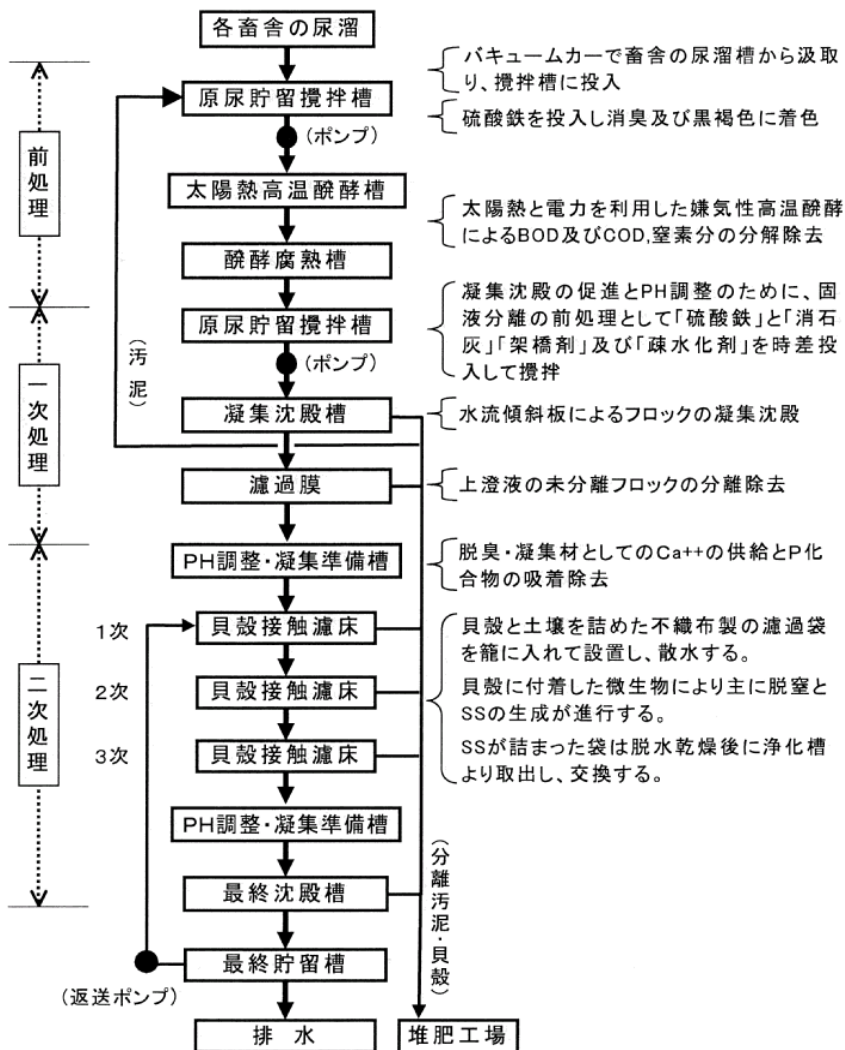 各畜舎の尿溜
バキュームカーで畜舎の尿溜槽から汲取
り、攪拌槽に投入
原尿貯留攪拌槽
硫酸鉄を投入し消臭及び黒褐色に着色
(ポンプ)
前処理
太陽熱高温醗酵槽
太陽熱と電力を利用した嫌気性高温醗酵
によるBOD及びCOD,窒素分の分解除去
醗酵腐熟槽
凝集沈殿の促進とPH調整のために、固
液分離の前処理として「硫酸鉄」と「消石
灰」「架橋剤」及び「疎水化剤」を時差投
入して攪拌
原尿貯留攪拌槽
(ポンプ)
(汚泥)
一次処理
凝集沈殿槽
水流傾斜板によるフロックの凝集沈殿
濾過膜
上澄液の未分離フロックの分離除去
PH調整・凝集準備槽
脱臭・凝集材としてのCa++の供給とP化
合物の吸着除去
1次
貝殻接触濾床
貝殻と土壌を詰めた不織布製の濾過袋
を籠に入れて設置し、散水する。
2次
貝殻接触濾床
貝殻に付着した微生物により主に脱窒と
SSの生成が進行する。
二次処理
3次
貝殻接触濾床
SSが詰まった袋は脱水乾燥後に浄化槽
より取出し、交換する。
PH調整・凝集準備槽
最終沈殿槽
(分離汚泥・貝殻)
最終貯留槽
(返送ポンプ)
排 水
堆肥工場